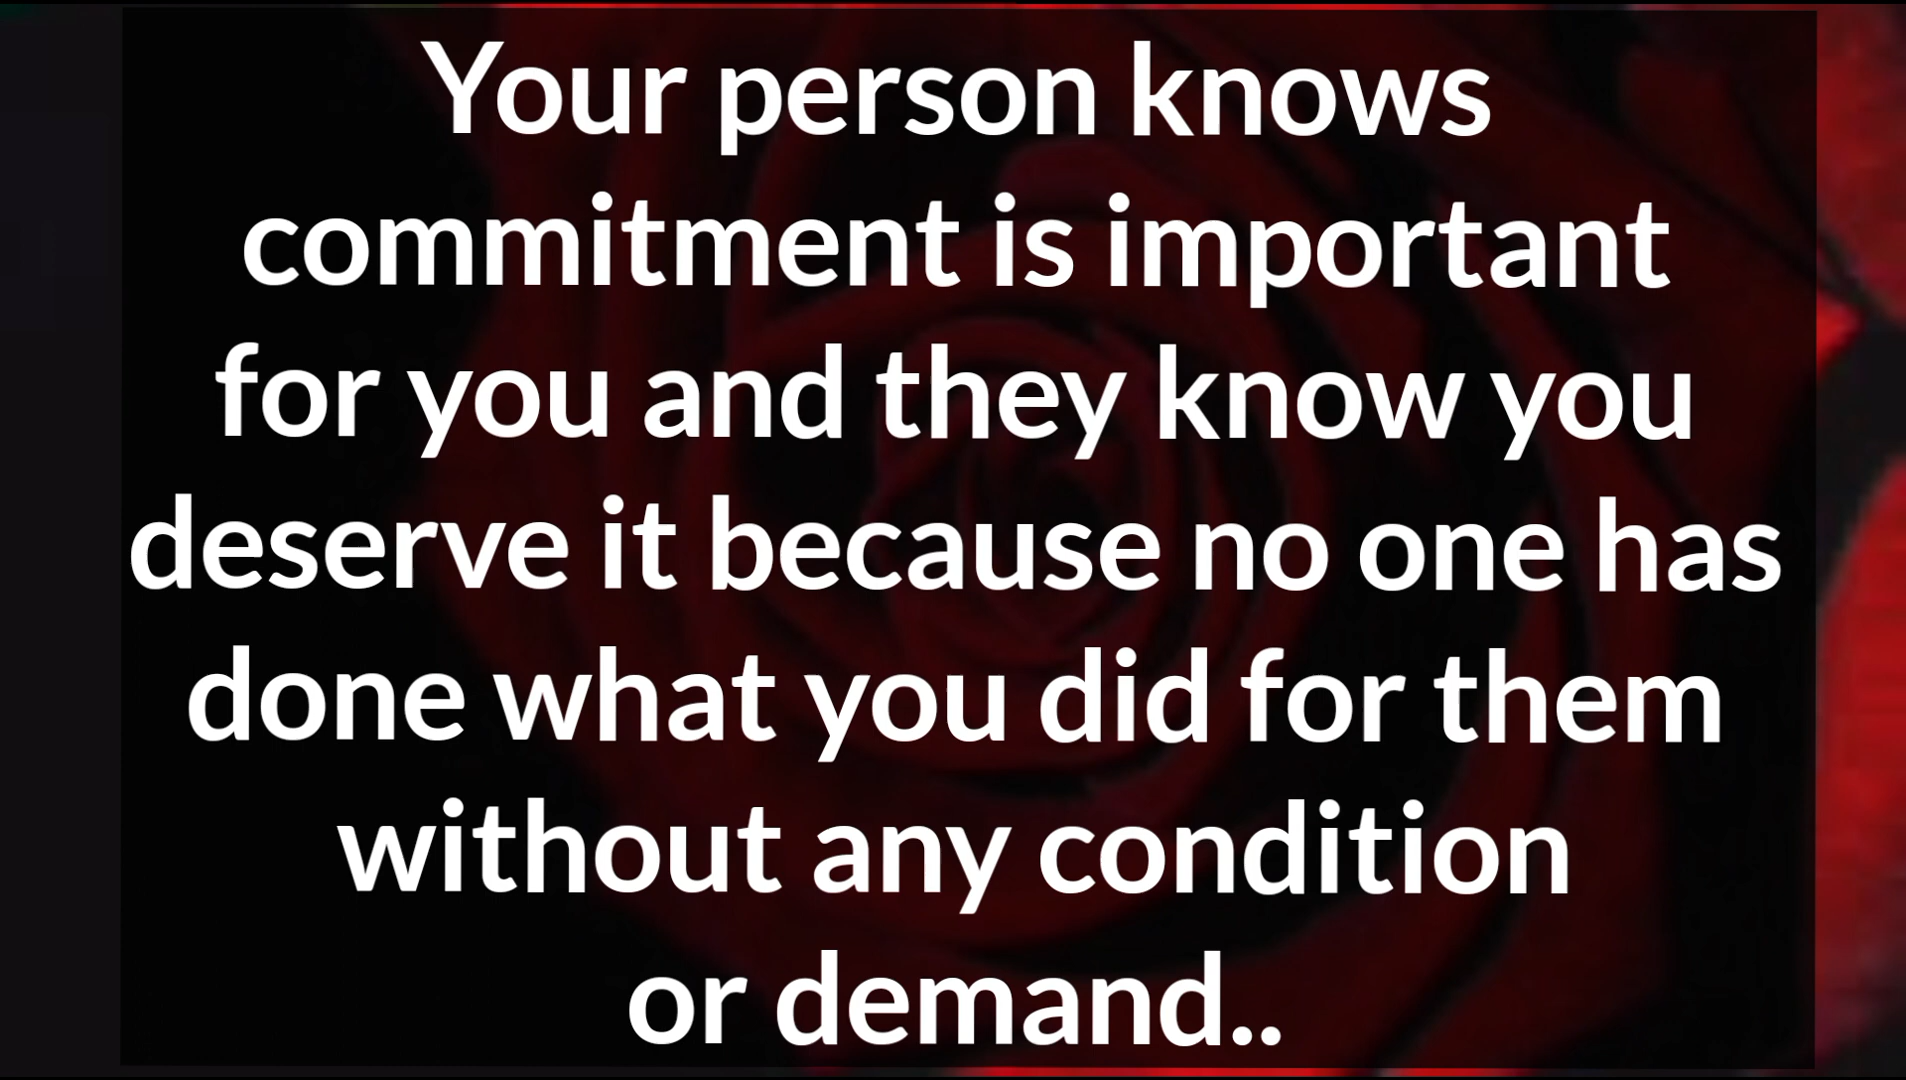 Your person knows
commitment is important
for you and they know you
deserve it because no one has
done what you did for them
without any condition
or demand..